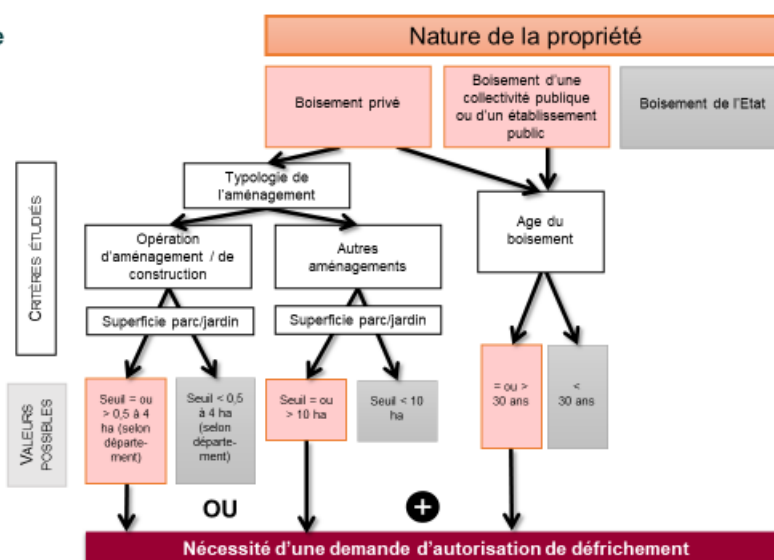 e
Nature de la propriété
Boisement privé
Boisement d'une
collectivité publique
ou d'un établissement
public
Boisement de l'Etat
Typologie de
l'aménagement
Age du
boisement
Opération
d'aménagement / de
construction
Autres
aménagements
CRITÈRES ÉTUDIÉS
Superficie parc/jardin
Superficie parc/jardin
VALEURS
POSSIBLES
Seuil = ou
> 0,5 à 4
ha (selon
départe-
ment)
Seuil < 0,5
à 4 ha
(selon
départe-
ment)
Seuil = ou
> 10 ha
Seuil < 10
ha
= ou >
30 ans
<
30 ans
OU
+
Nécessité d'une demande d'autorisation de défrichement